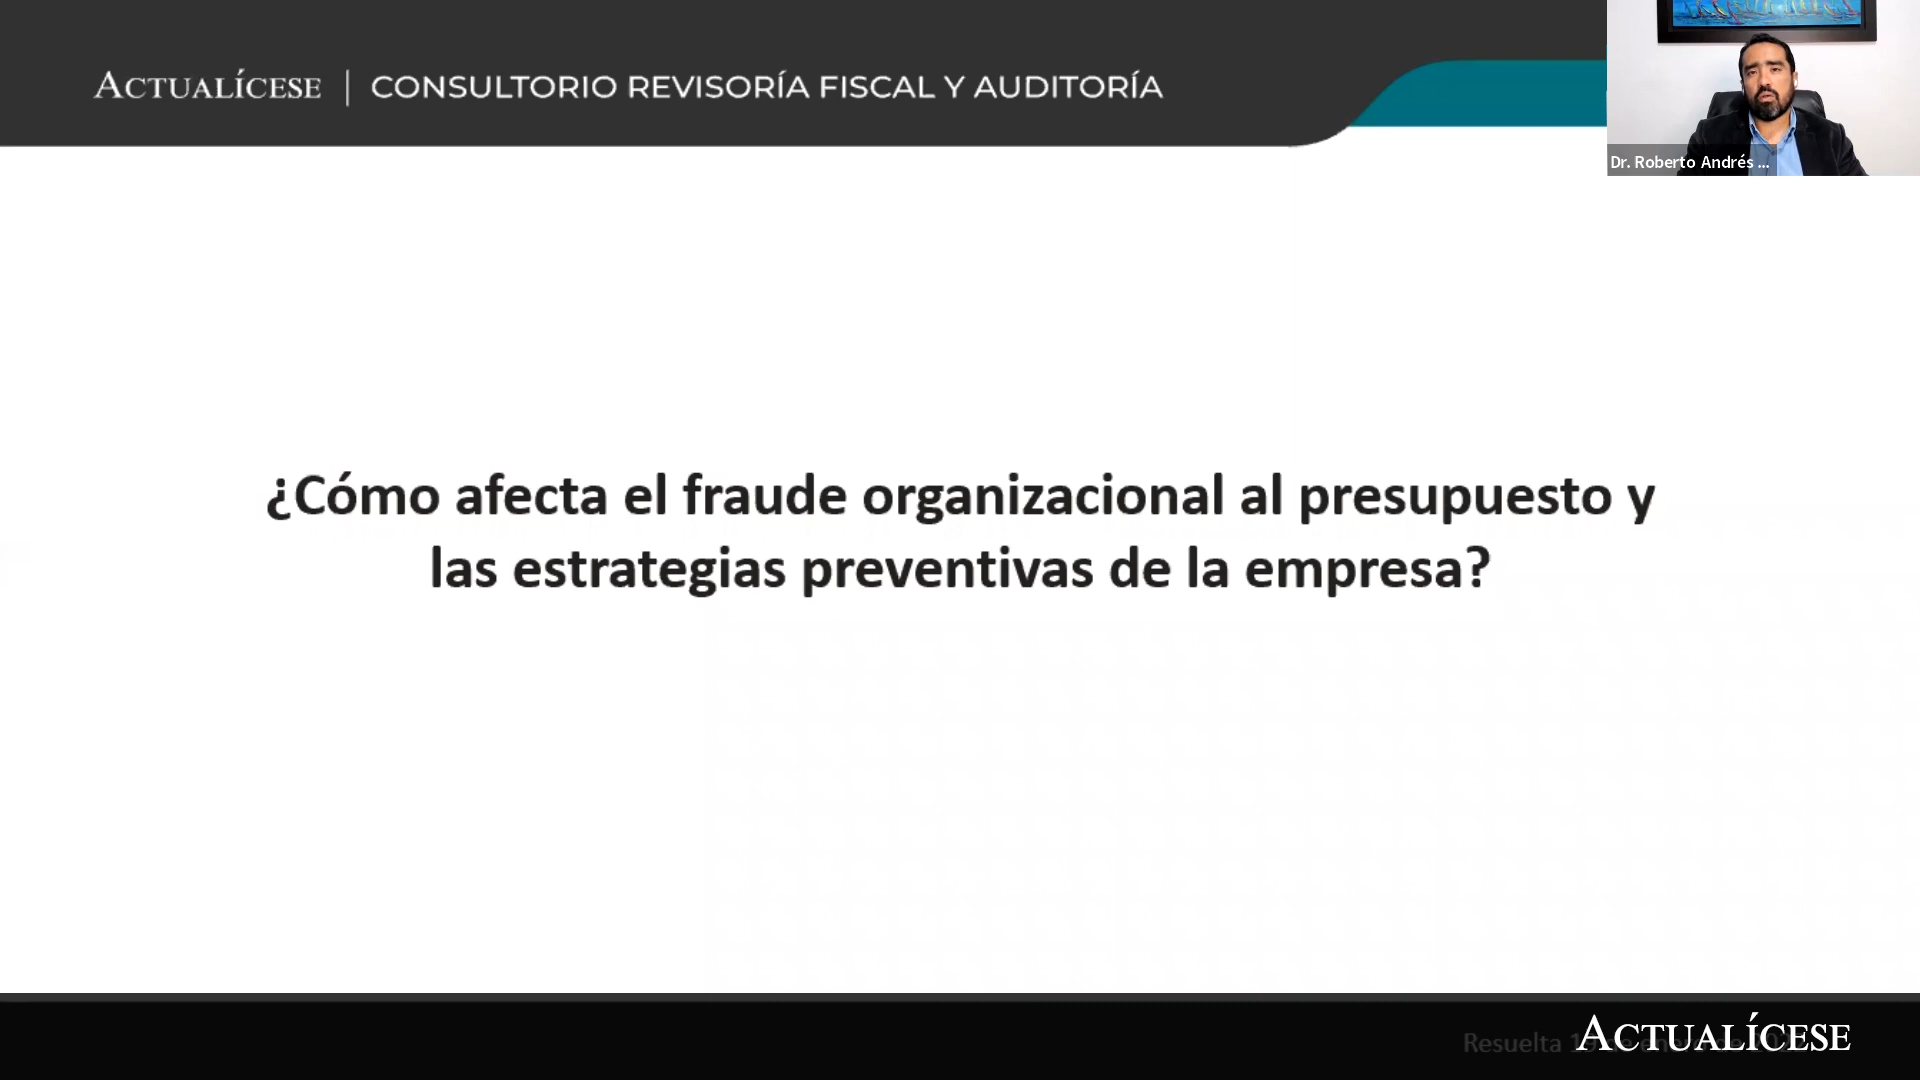 ACTUALÍCESE | CONSULTORIO REVISORÍA FISCAL Y AUDITORÍA
Dr. Roberto Andrés ...
¿Cómo afecta el fraude organizacional al presupuesto y
las estrategias preventivas de la empresa?
Resuelta
ACTUALÍCESE